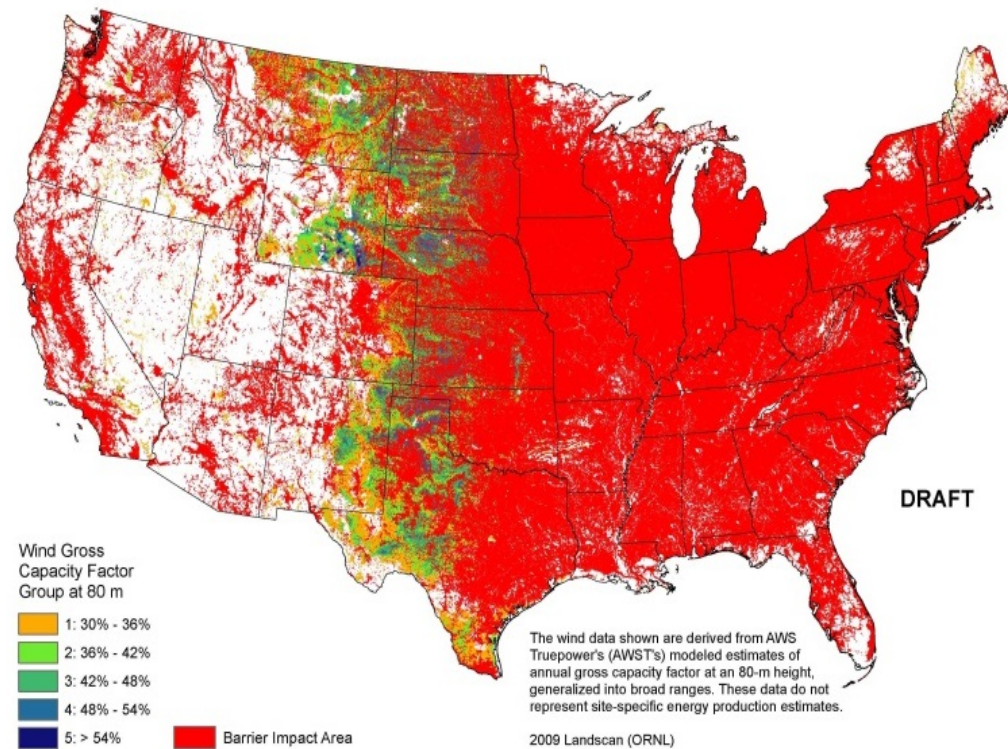 DRAFT
Wind Gross
Capacity Factor
Group at 80 m
1: 30% - 36%
2: 36% - 42%
3: 42% - 48%
4: 48% - 54%
5: > 54%
Barrier Impact Area
The wind data shown are derived from AWS
Truepower's (AWST's) modeled estimates of
annual gross capacity factor at an 80-m height,
generalized into broad ranges. These data do not
represent site-specific energy production estimates.
2009 Landscan (ORNL)